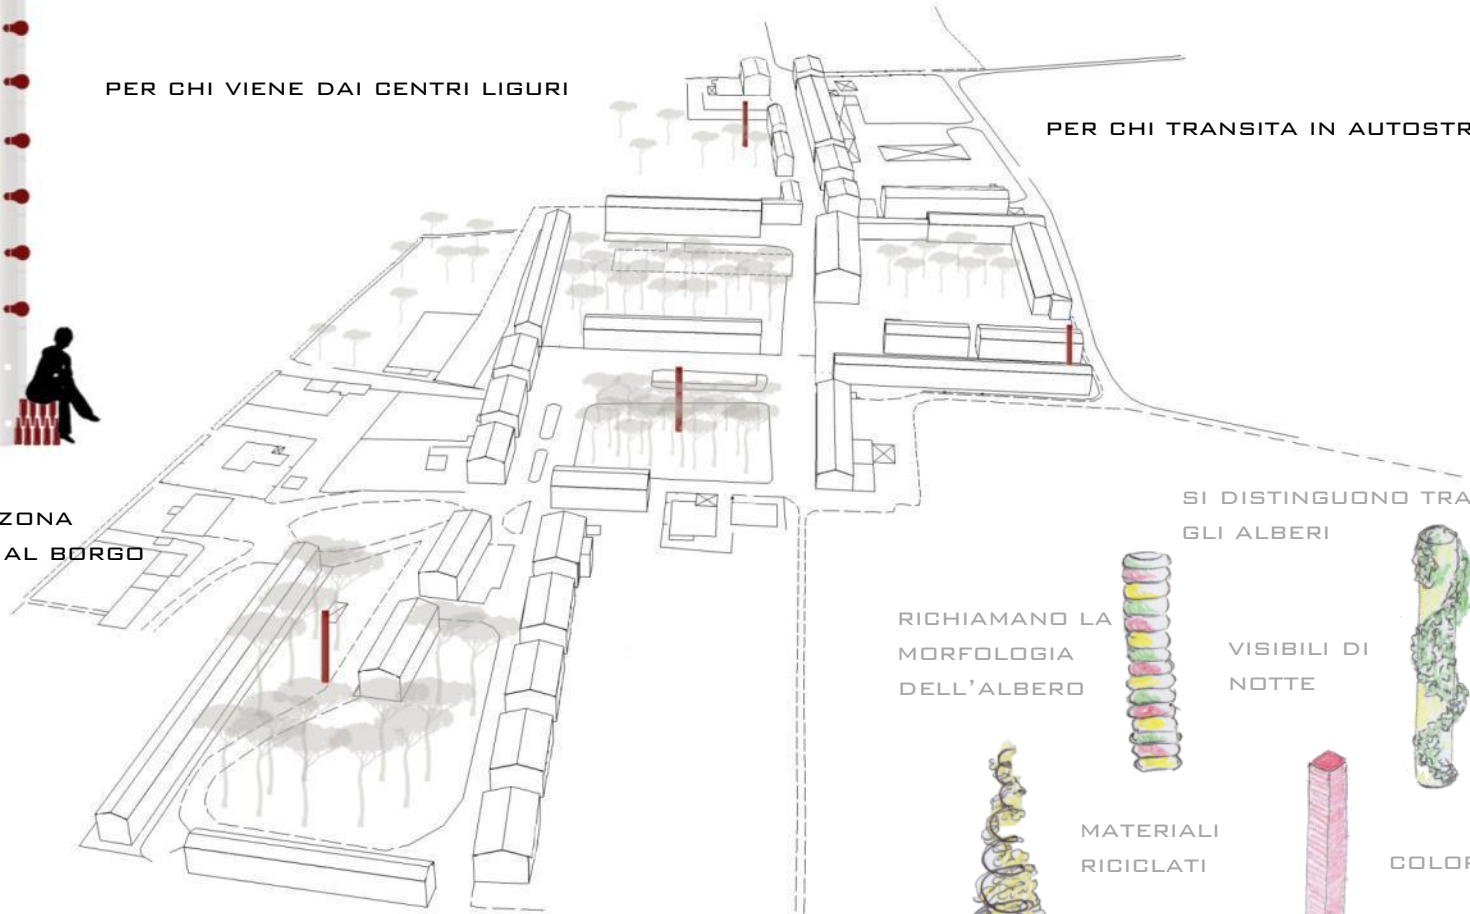 PER CHI VIENE DAI CENTRI LIGURI
PER CHI TRANSITA IN AUTOSTR
ZONA
AL BORGO
SI DISTINGUONO TRA
GLI ALBERI
RICHIAMANO LA
MORFOLOGIA
DELL'ALBERO
VISIBILI DI
NOTTE
MATERIALI
RICICLATI
COLOR